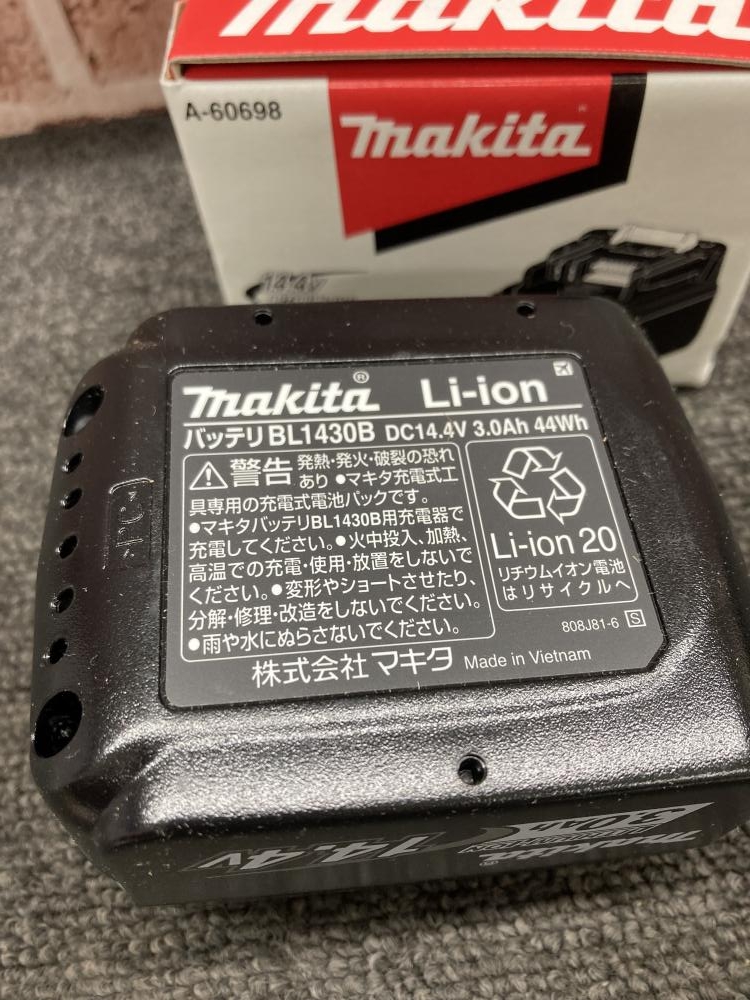 makita
A-60698
makita
14.4V
makita® Li-ion
バッテリBL1430B DC14.4V 3.0Ah 44Wh
警告 発熱・発火・破裂の恐れ
あり ●マキタ充電式工
具専用の充電式電池パックです。
●マキタバッテリBL1430B用充電器で
充電してください。●火中投入、加熱、
高温での充電・使用・放置をしないで
ください。●変形やショートさせたり、
分解・修理・改造をしないでください。
●雨や水にぬらさないでください。
Li-ion 20
リチウムイオン電池
はリサイクルへ
808J81-6 S
株式会社 マキタ Made in Vietnam
14.4V
3.0Ah
makita®